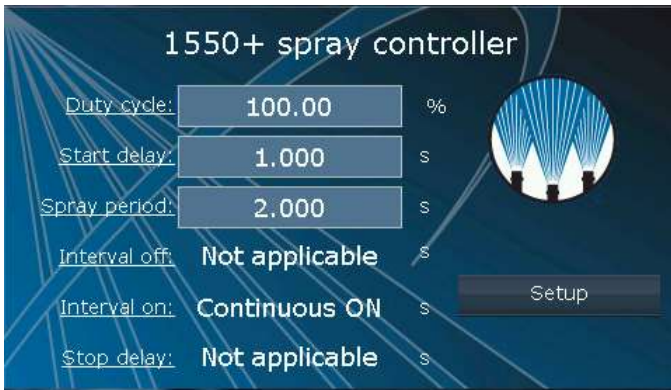 1550+ spray controller
Duty cycle: 100.00 %
Start delay: 1.000 s
Spray period: 2.000 s
Interval off: Not applicable s
Interval on: Continuous ON s
Setup
Stop delay: Not applicable s